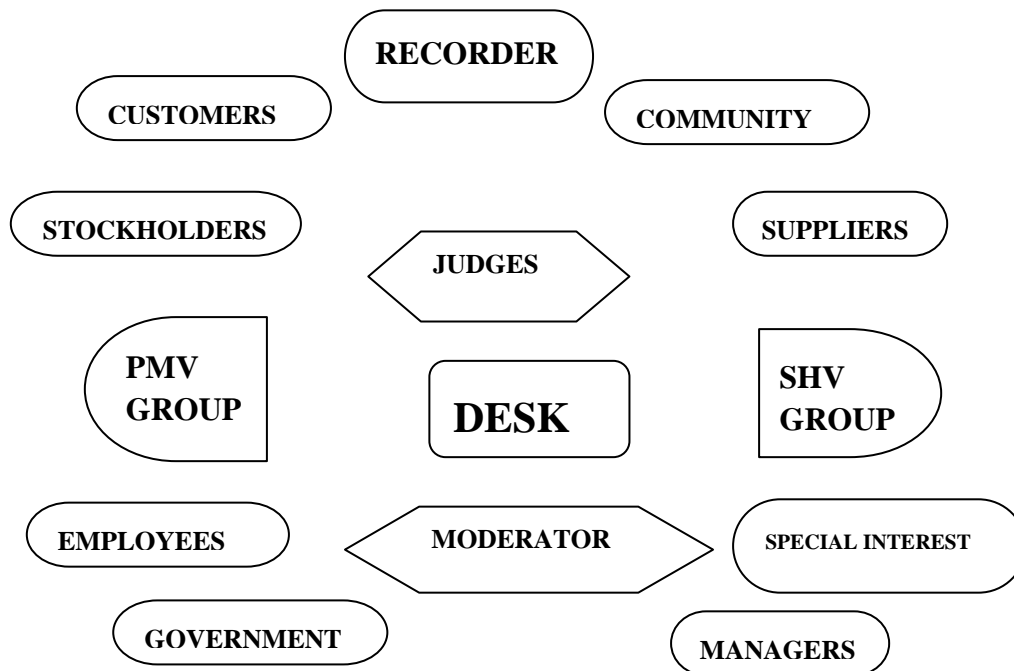 RECORDER
CUSTOMERS
COMMUNITY
STOCKHOLDERS
SUPPLIERS
JUDGES
PMV
GROUP
DESK
SHV
GROUP
EMPLOYEES
MODERATOR
SPECIAL INTEREST
GOVERNMENT
MANAGERS